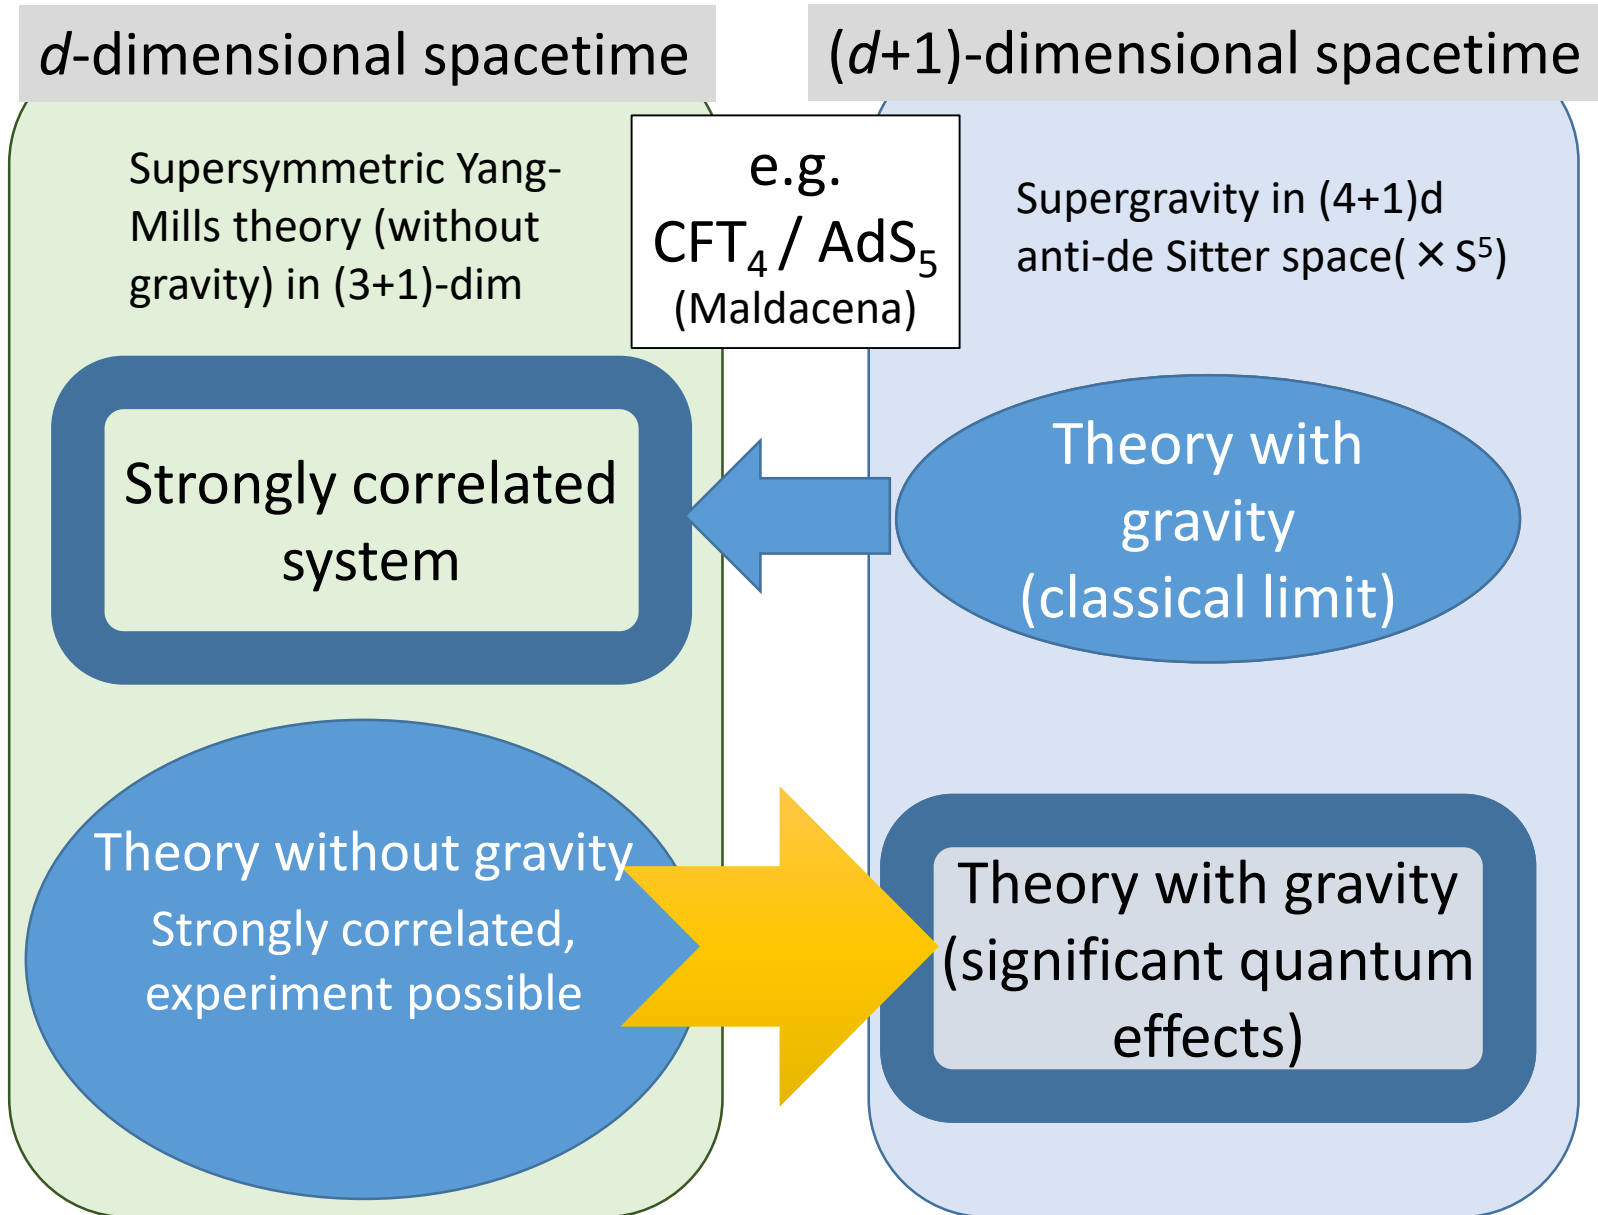 d-dimensional spacetime
(d+1)-dimensional spacetime
Supersymmetric Yang-
Mills theory (without
gravity) in (3+1)-dim
e.g.
CFT₄ / AdS₅
(Maldacena)
Supergravity in (4+1)d
anti-de Sitter space( × S⁵)
Strongly correlated
system
Theory with
gravity
(classical limit)
Theory without gravity
Strongly correlated,
experiment possible
Theory with gravity
(significant quantum
effects)